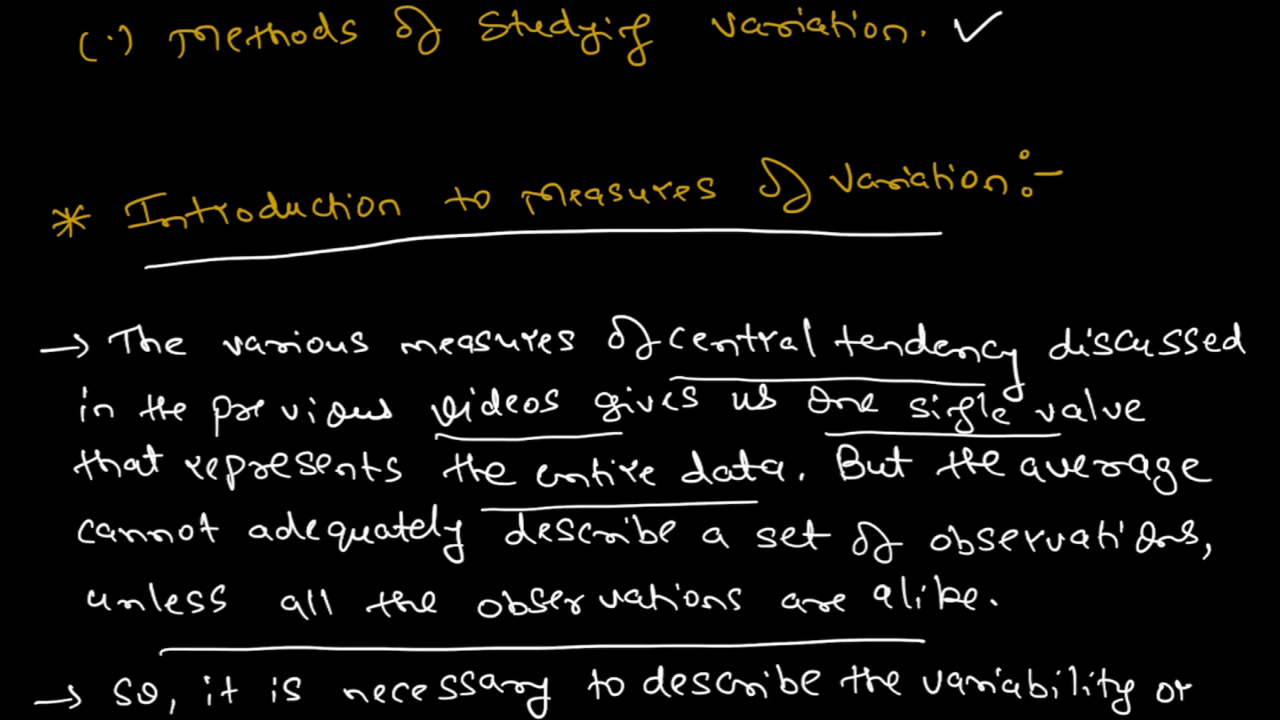 (·) Methods of Studying variation. ✓
* Introduction to measures of variation:-
→ The various measures of central tendency discussed
in the previous videos gives us one single value
that represents the entire data. But the average
cannot adequately describe a set of observations,
unless all the observations are alike.
→ So, it is necessary to describe the variability or